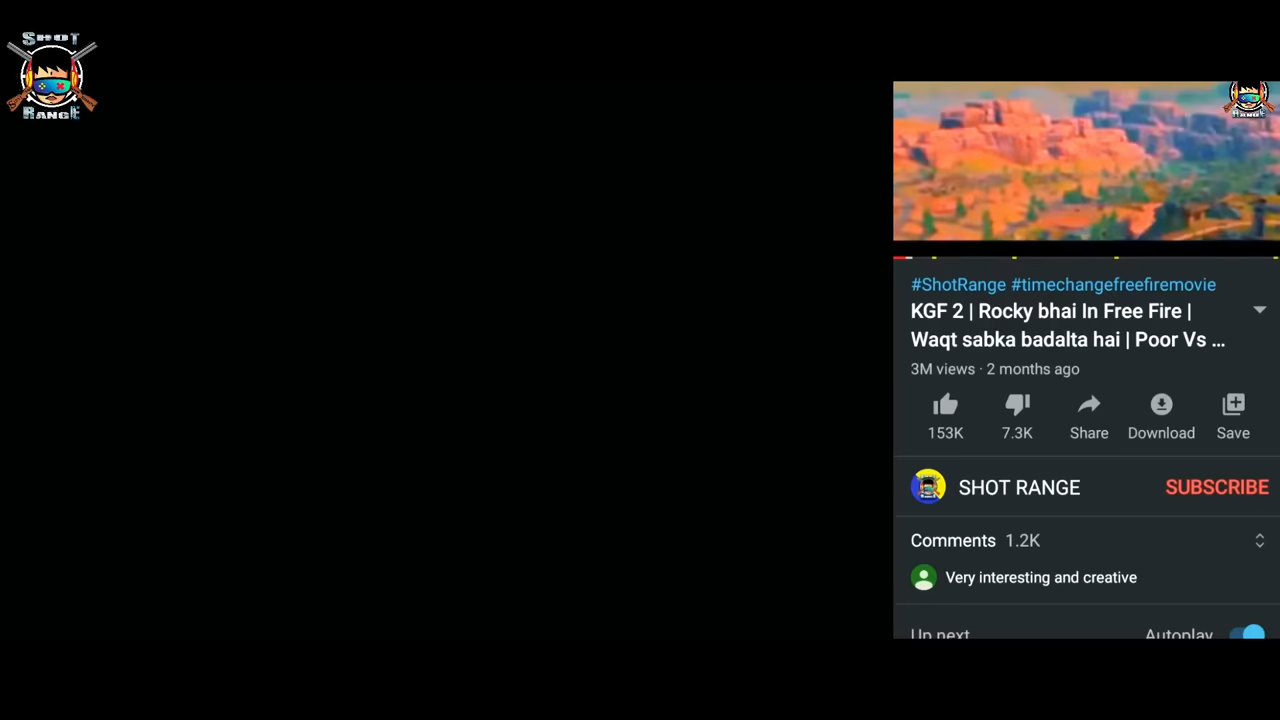 SHOT
RANGE
RANGE
#ShotRange #timechangefreefiremovie
KGF 2 | Rocky bhai In Free Fire |
Waqt sabka badalta hai | Poor Vs ...
3M views · 2 months ago
153K 7.3K Share Download Save
SHOT RANGE SUBSCRIBE
Comments 1.2K
Very interesting and creative
Up next Autoplay